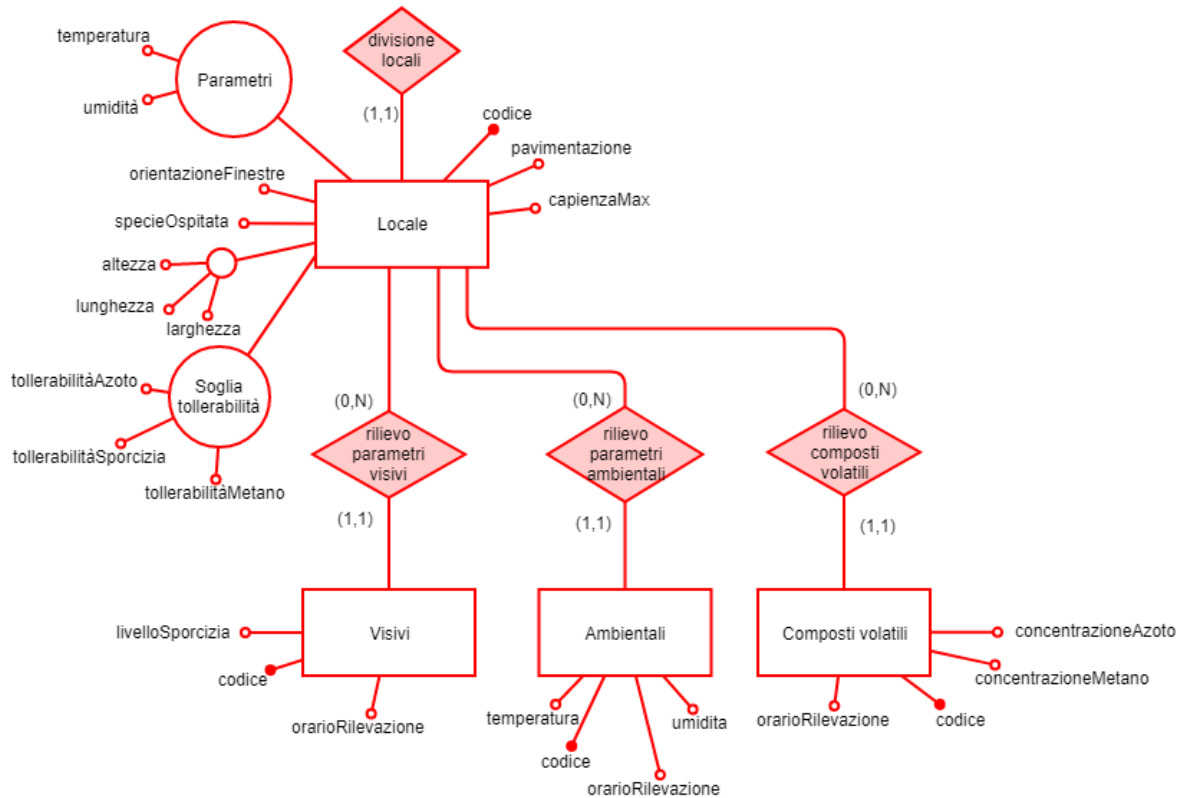 temperatura
umidità
Parametri
divisione
locali
(1,1)
codice
pavimentazione
capienzaMax
orientazioneFinestre
specieOspitata
Locale
altezza
lunghezza
larghezza
tollerabilitàAzoto
Soglia
tollerabilità
tollerabilitàSporcizia
tollerabilitàMetano
(0,N)
rilievo
parametri
visivi
(1,1)
(0,N)
rilievo
parametri
ambientali
(1,1)
(0,N)
rilievo
composti
volatili
(1,1)
livelloSporcizia
Visivi
codice
orarioRilevazione
Ambientali
temperatura
umidita
codice
orarioRilevazione
Composti volatili
concentrazioneAzoto
concentrazioneMetano
orarioRilevazione
codice